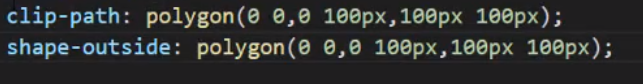 clip-path: polygon(0 0,0 100px,100px 100px);
shape-outside: polygon(0 0,0 100px,100px 100px);